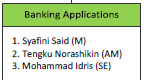 Banking Applications
1. Syafini Said (M)
2. Tengku Norashikin (AM)
3. Mohammad Idris (SE)